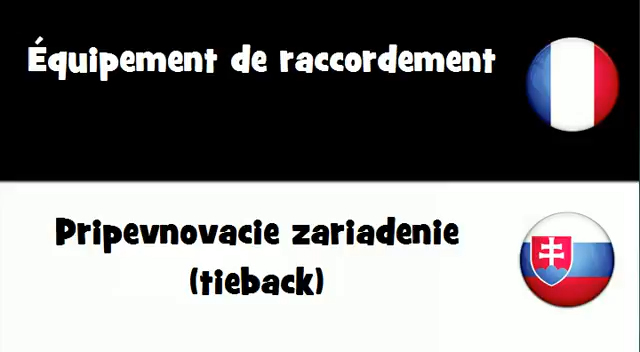 Équipement de raccordement
Pripevnovacie zariadenie
(tieback)